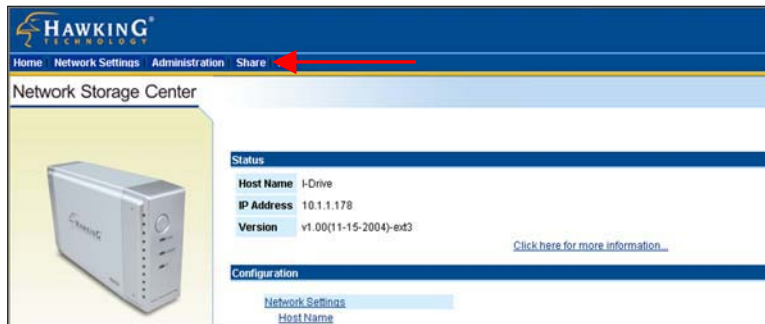 HAWKING
TECHNOLOGY
Home Network Settings Administration Share
Network Storage Center
HAWKING
Status
Host Name I-Drive
IP Address 10.1.1.178
Version v1.00(11-15-2004)-ext3
Click here for more information...
Configuration
Network Settings
Host Name